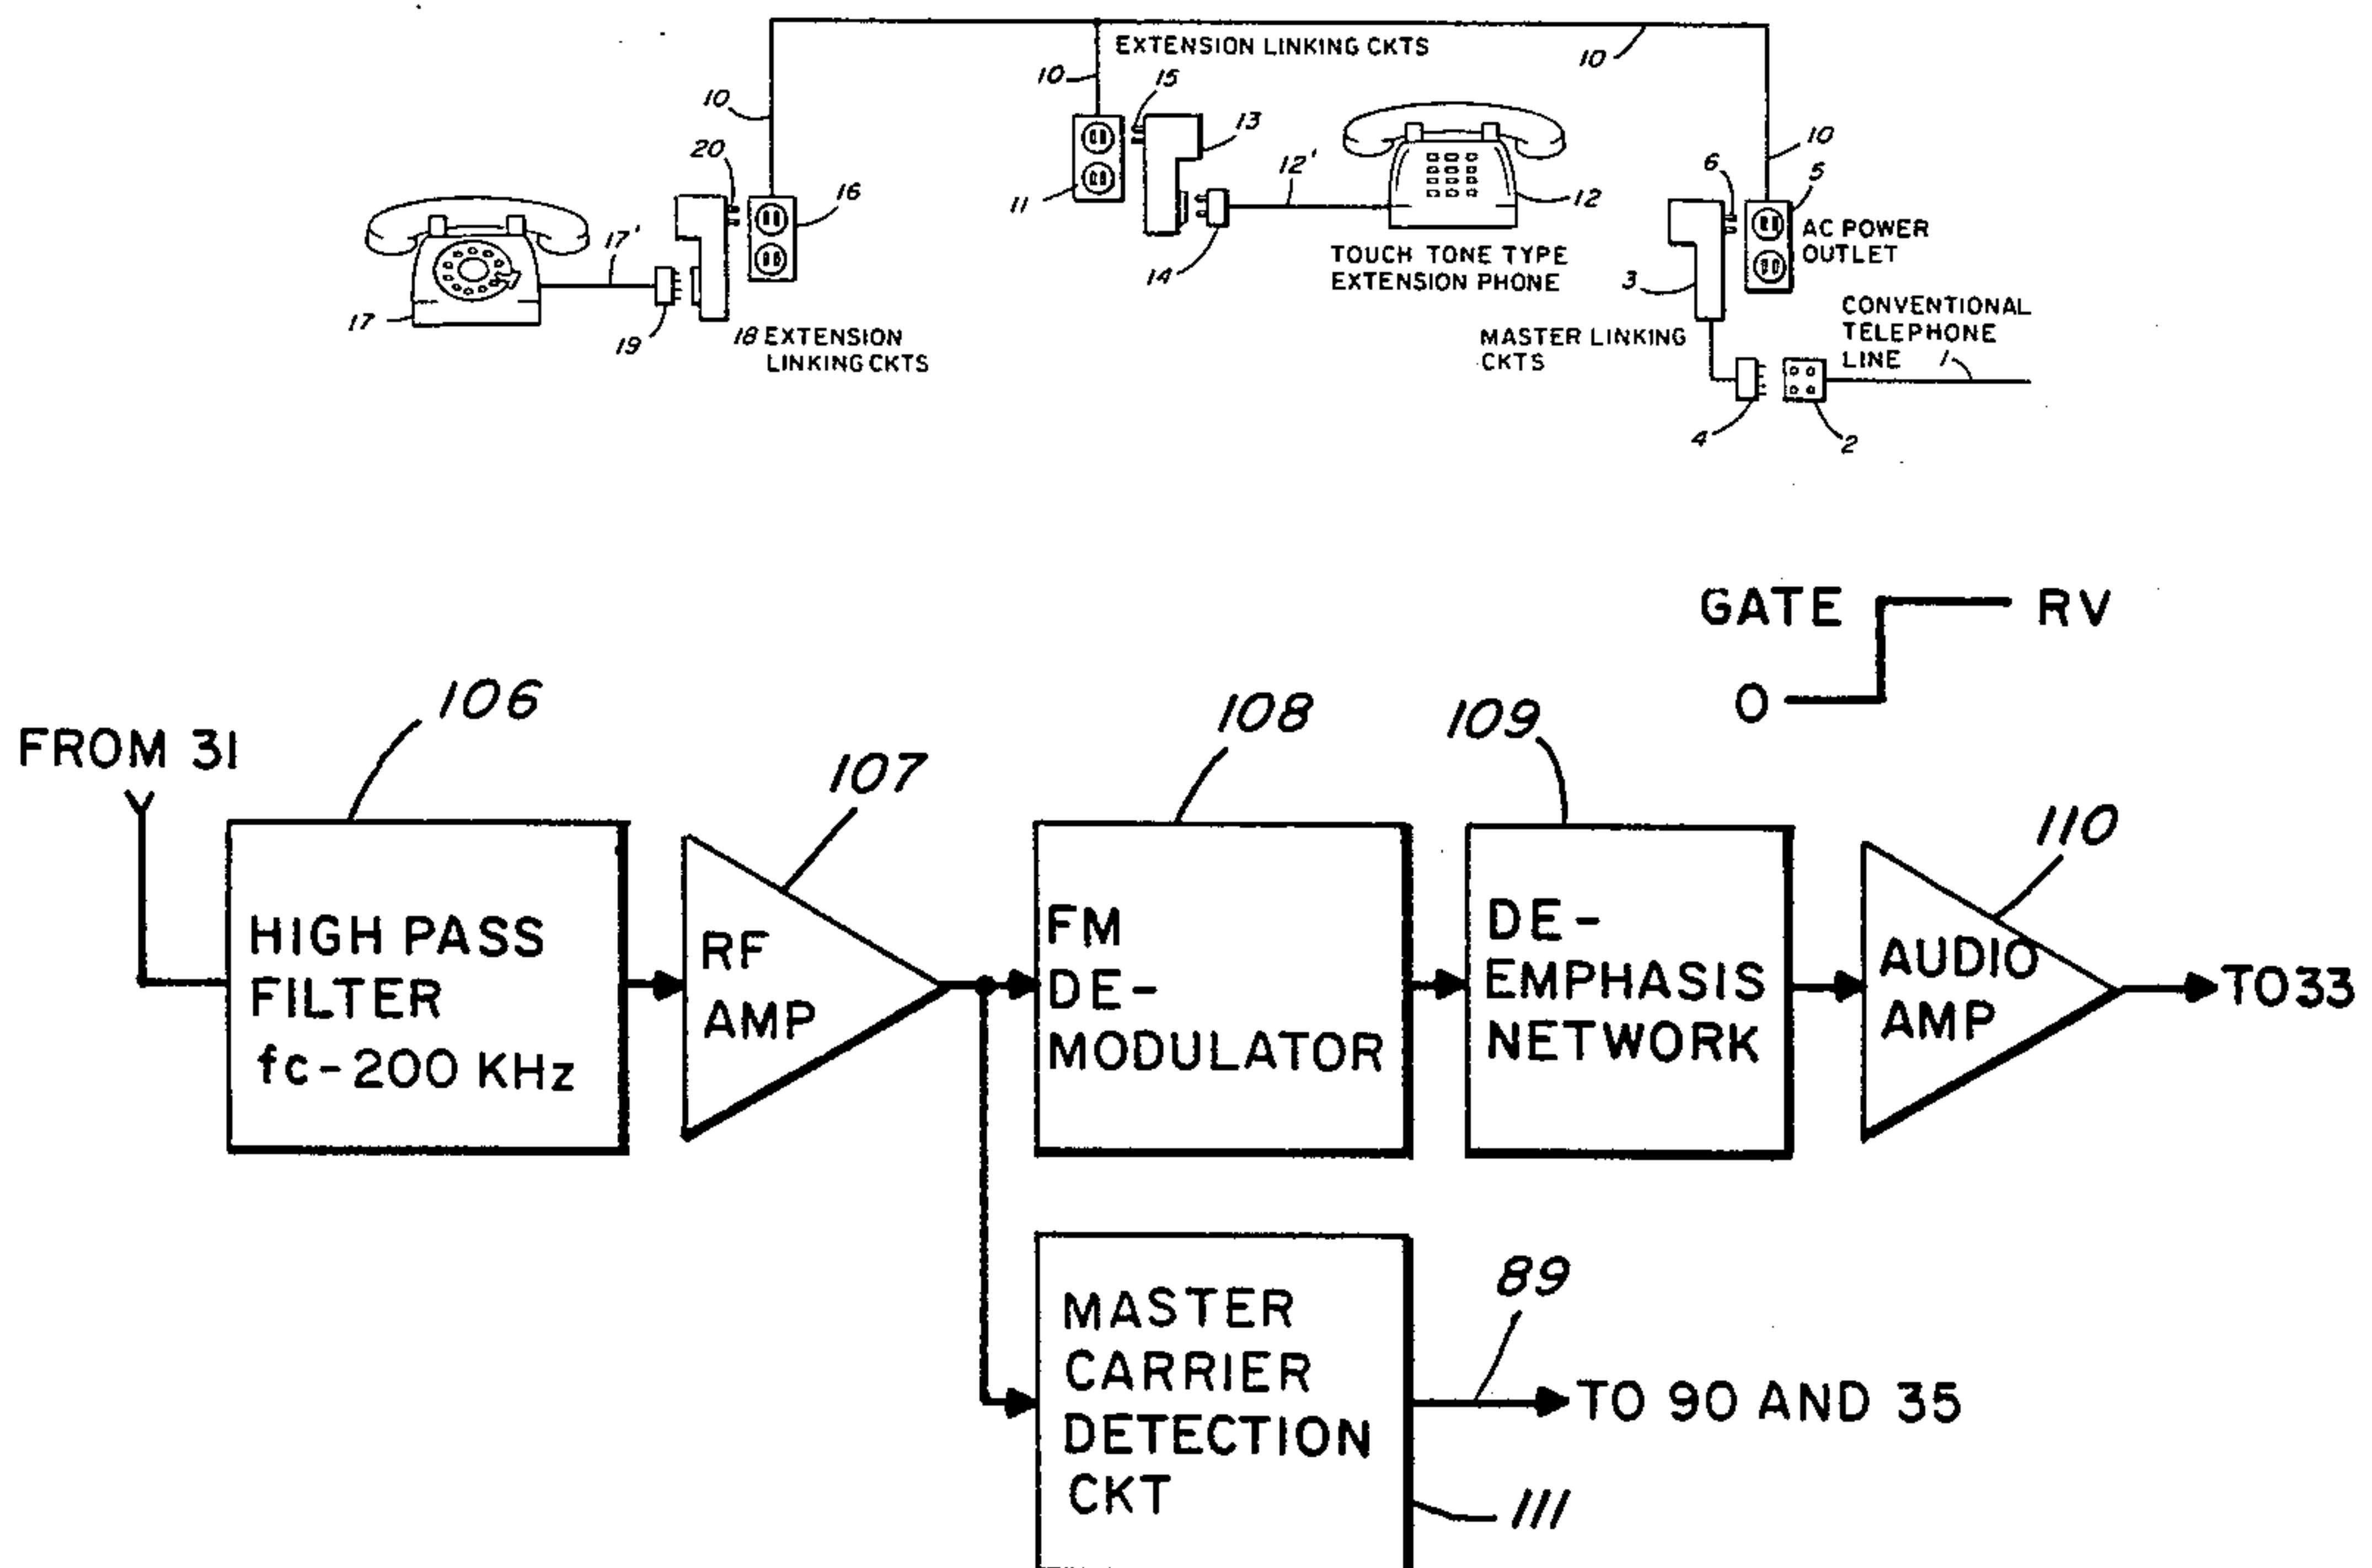 EXTENSION LINKING CKTS
10
10
15
13
10
20
16
11
12'
12
14
TOUCH TONE TYPE
EXTENSION PHONE
10
6
5
AC POWER
OUTLET
3
17'
17
19
18 EXTENSION
LINKING CKTS
MASTER LINKING
CKTS
CONVENTIONAL
TELEPHONE
LINE 1
4
2
GATE
RV
0
FROM 31
106
107
108
109
110
HIGH PASS
FILTER
fc-200 KHz
RF
AMP
FM
DE-
MODULATOR
DE-
EMPHASIS
NETWORK
AUDIO
AMP
TO 33
MASTER
CARRIER
DETECTION
CKT
89
TO 90 AND 35
111